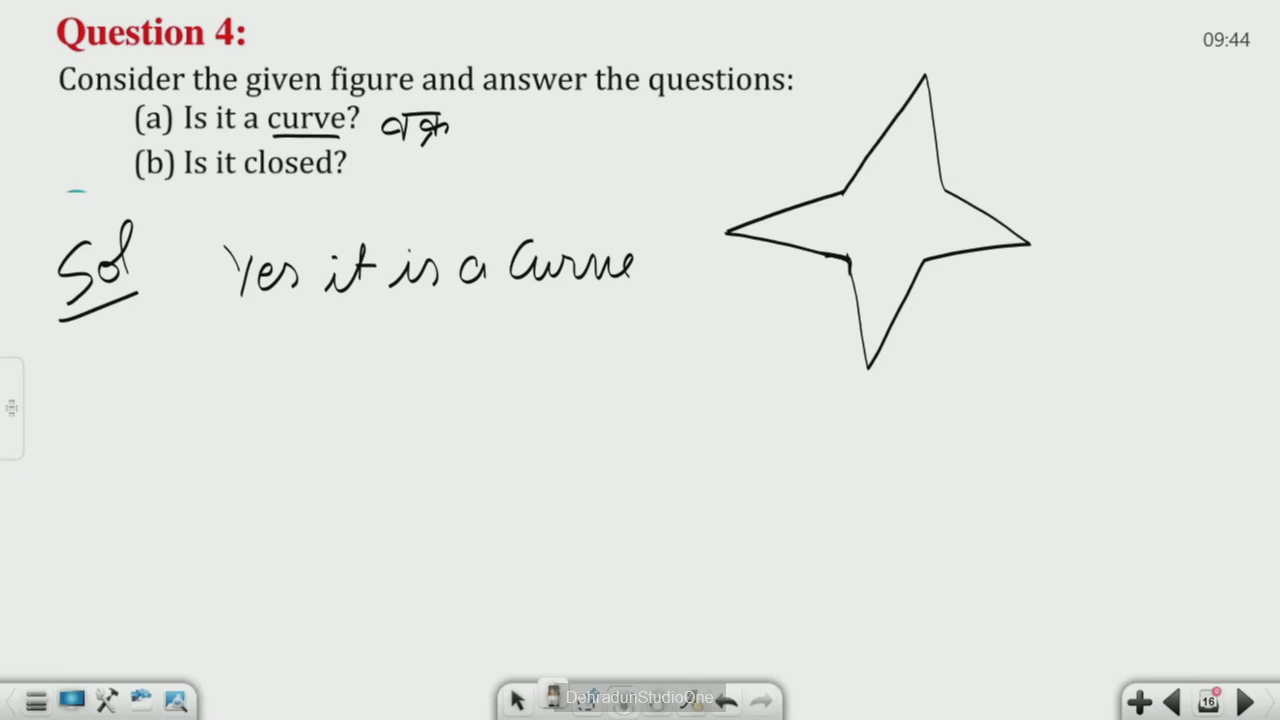 Question 4:
09:44
Consider the given figure and answer the questions:
(a) Is it a curve? वक्र
(b) Is it closed?
Sol Yes it is a Curve
16
DehradunStudioOne